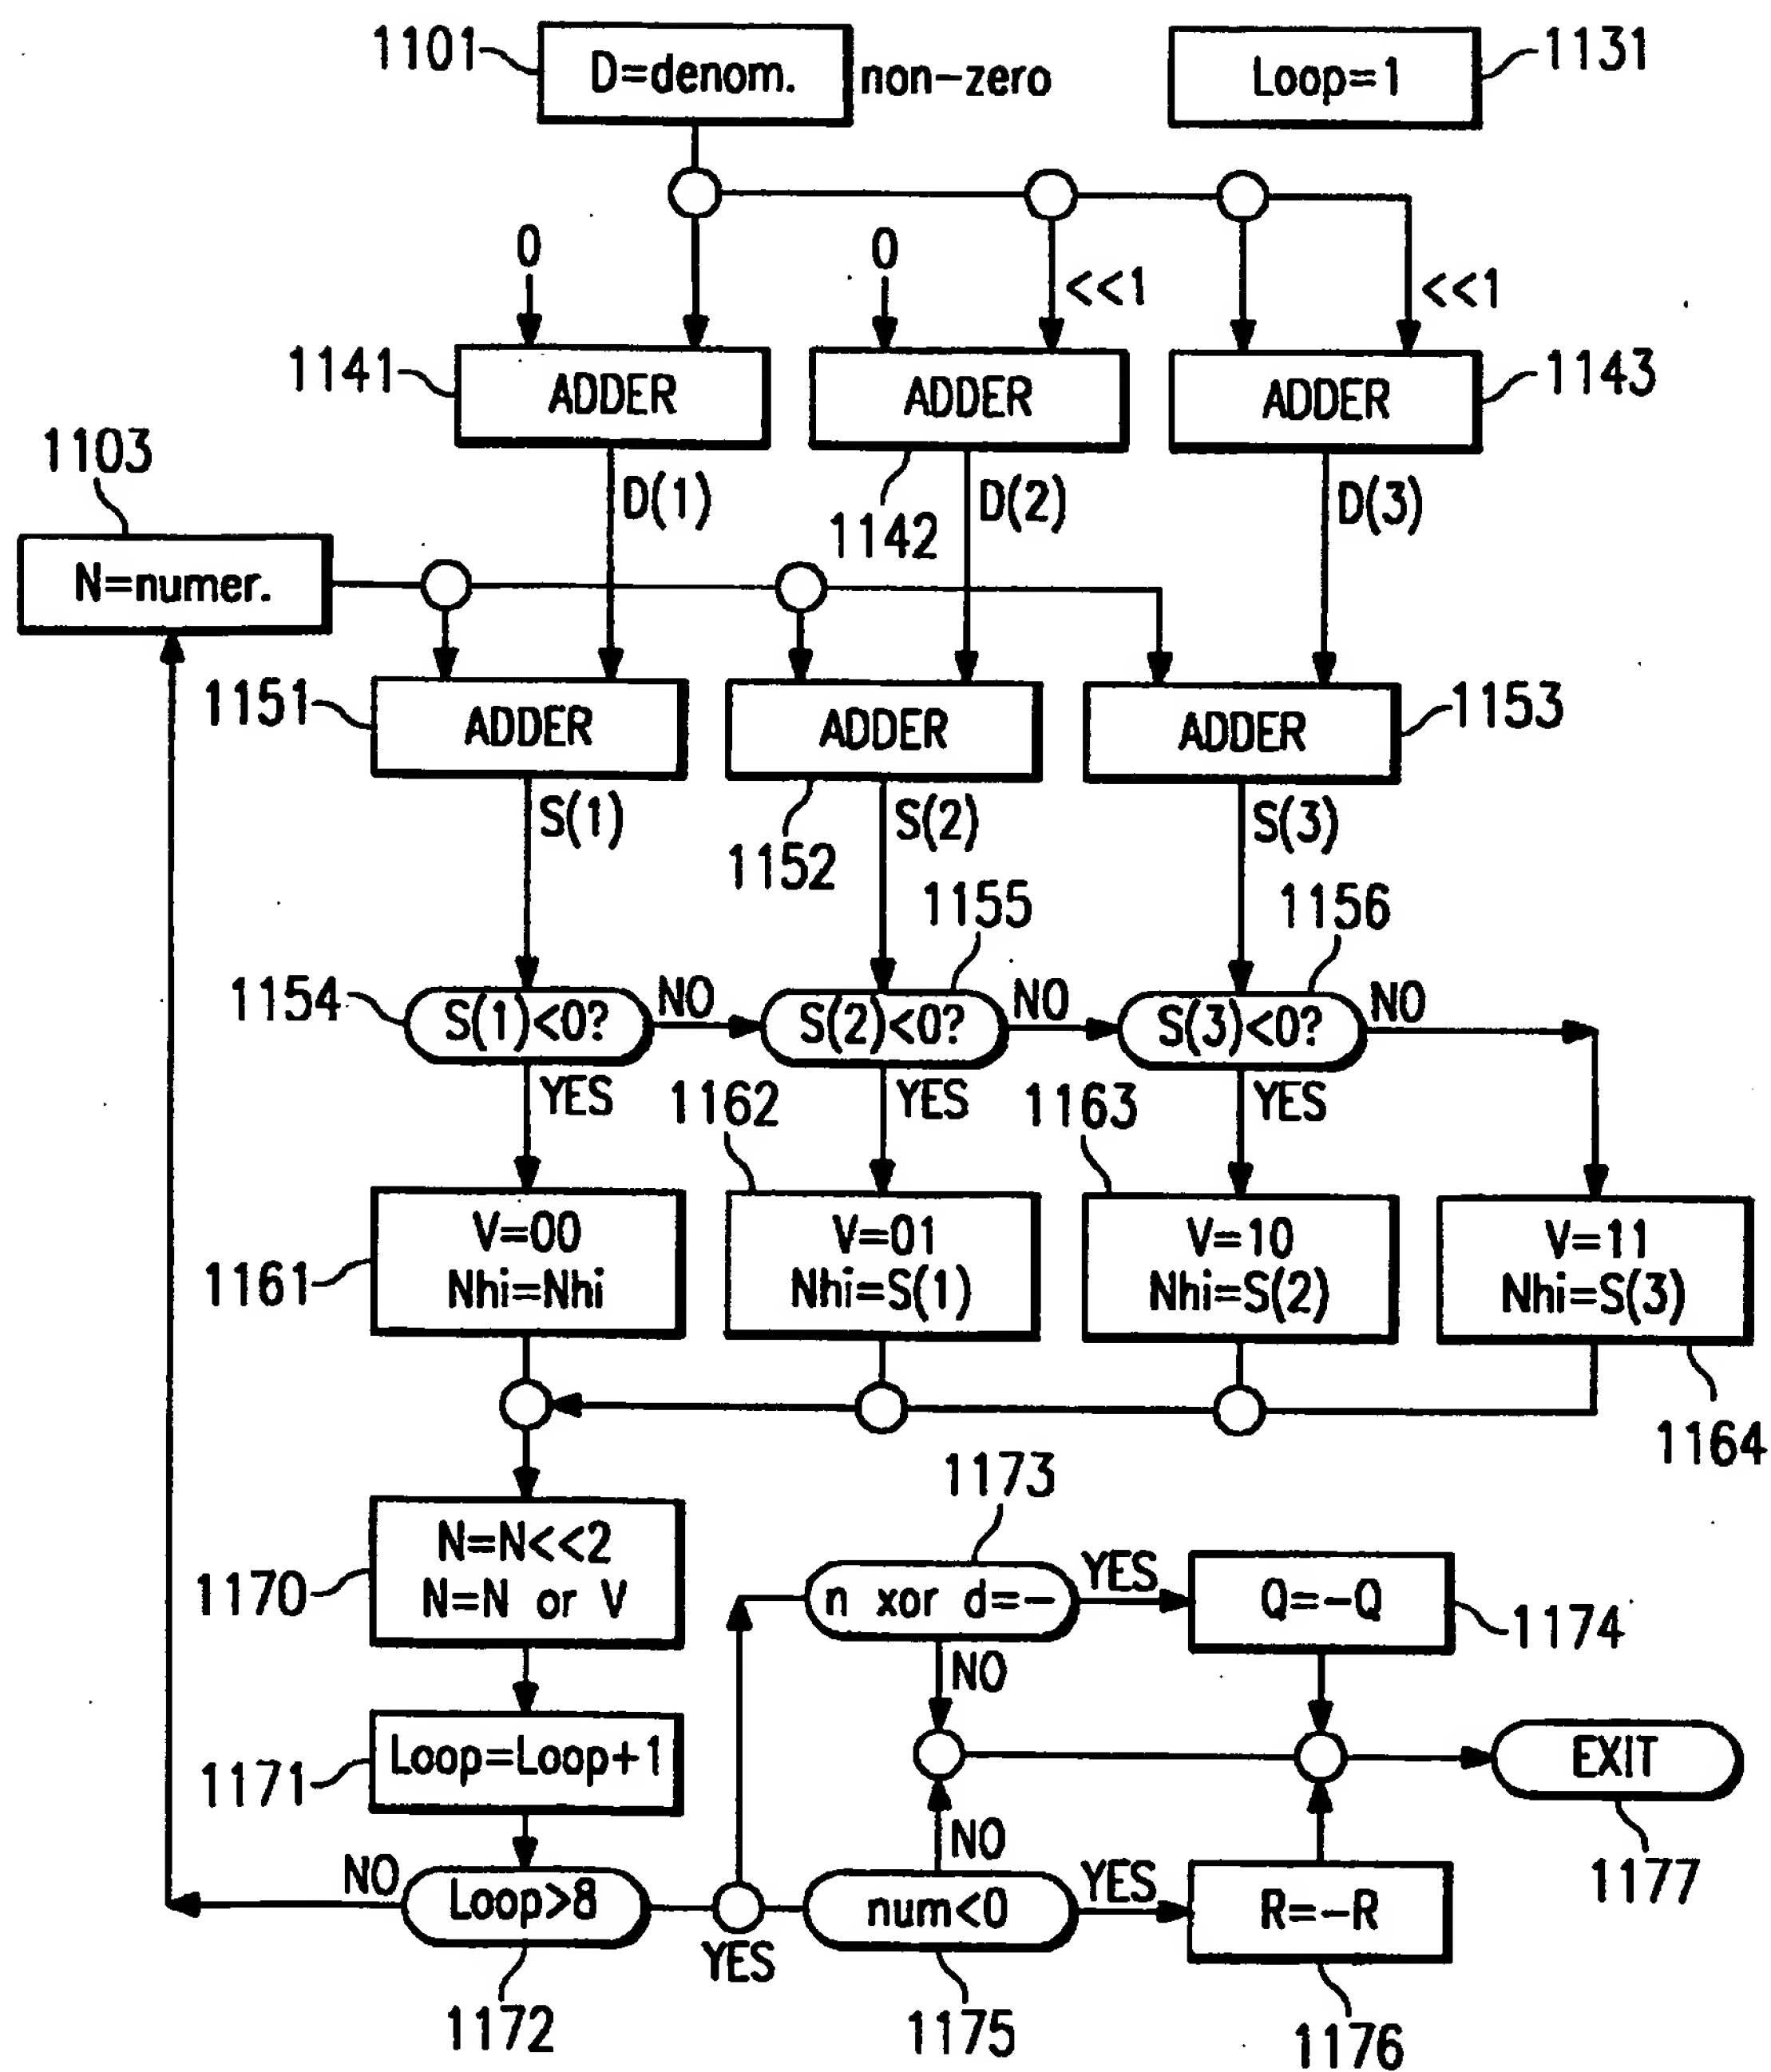 1101
D=denom.
non-zero
Loop=1
1131
0
0
<<1
<<1
1141
ADDER
ADDER
ADDER
1143
1103
D(1)
1142
D(2)
D(3)
N=numer.
1151
ADDER
ADDER
ADDER
1153
S(1)
1152
S(2)
S(3)
1155
1156
1154
S(1)<0?
NO
S(2)<0?
NO
S(3)<0?
NO
YES
1162
YES
1163
YES
1161
V=00
Nhi=Nhi
V=01
Nhi=S(1)
V=10
Nhi=S(2)
V=11
Nhi=S(3)
1164
1173
1170
N=N<<2
N=N or V
n xor d=-
YES
Q=-Q
1174
NO
1171
Loop=Loop+1
EXIT
1177
NO
NO
Loop>8
YES
num<0
YES
R=-R
1172
1175
1176